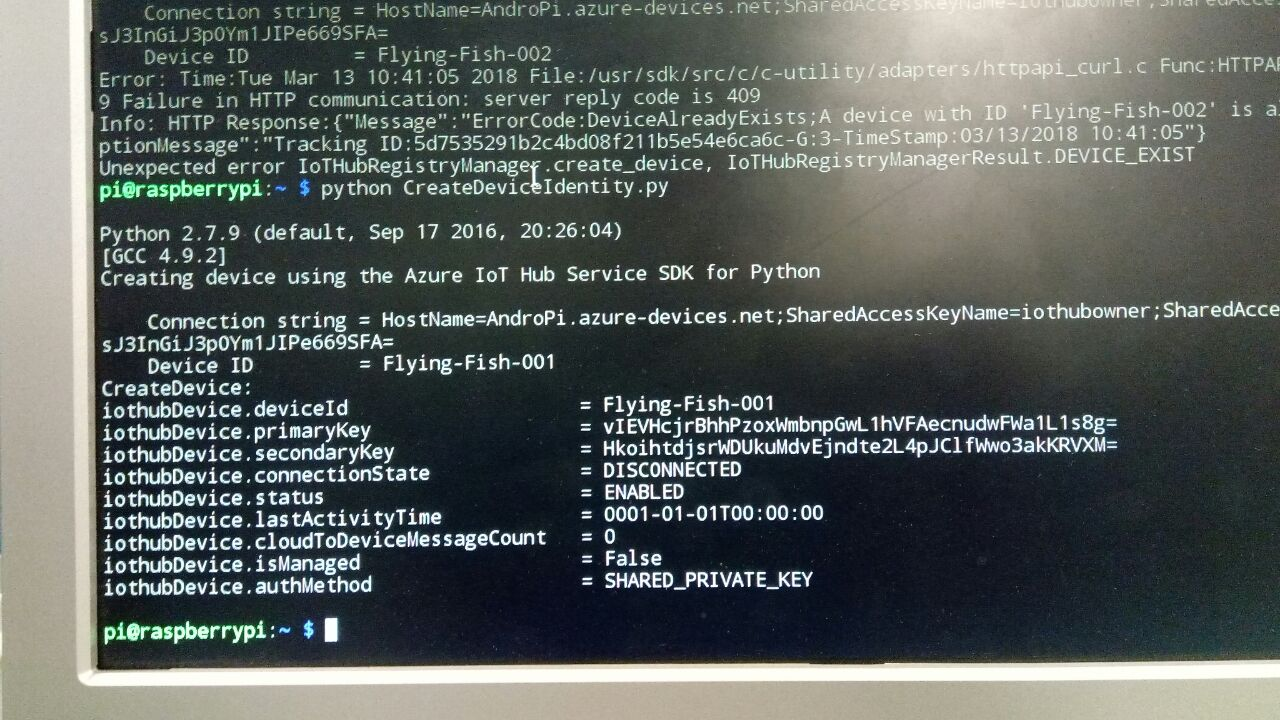 Connection string = HostName=AndroPi.azure-devices.net;SharedAccessKeyName=iothubowner;SharedAcce
sJ3InGiJ3pOYm1JIPe669SFA=
Device ID = Flying-Fish-002
Error: Time:Tue Mar 13 10:41:05 2018 File:/usr/sdk/src/c/c-utility/adapters/httpapi_curl.c Func:HTTPAP
9 Failure in HTTP communication: server reply code is 409
Info: HTTP Response:{"Message":"ErrorCode:DeviceAlreadyExists;A device with ID 'Flying-Fish-002' is al
ptionMessage":"Tracking ID:5d7535291b2c4bd08f211b5e54e6ca6c-G:3-TimeStamp:03/13/2018 10:41:05"}
Unexpected error IoTHubRegistryManager.create_device, IoTHubRegistryManagerResult.DEVICE_EXIST
pi@raspberrypi:~ $ python CreateDeviceIdentity.py
Python 2.7.9 (default, Sep 17 2016, 20:26:04)
[GCC 4.9.2]
Creating device using the Azure IoT Hub Service SDK for Python
Connection string = HostName=AndroPi.azure-devices.net;SharedAccessKeyName=iothubowner;SharedAcce
sJ3InGiJ3pOYm1JIPe669SFA=
Device ID = Flying-Fish-001
CreateDevice:
iothubDevice.deviceId = Flying-Fish-001
iothubDevice.primaryKey = vIEVHcjrBhhPzoxWmbnpGwL1hVFAecnudwFWa1L1s8g=
iothubDevice.secondaryKey = HkoihtdjsrWDUkuMdvEjndte2L4pJClfWwo3akKRVXM=
iothubDevice.connectionState = DISCONNECTED
iothubDevice.status = ENABLED
iothubDevice.lastActivityTime = 0001-01-01T00:00:00
iothubDevice.cloudToDeviceMessageCount = 0
iothubDevice.isManaged = False
iothubDevice.authMethod = SHARED_PRIVATE_KEY
pi@raspberrypi:~ $